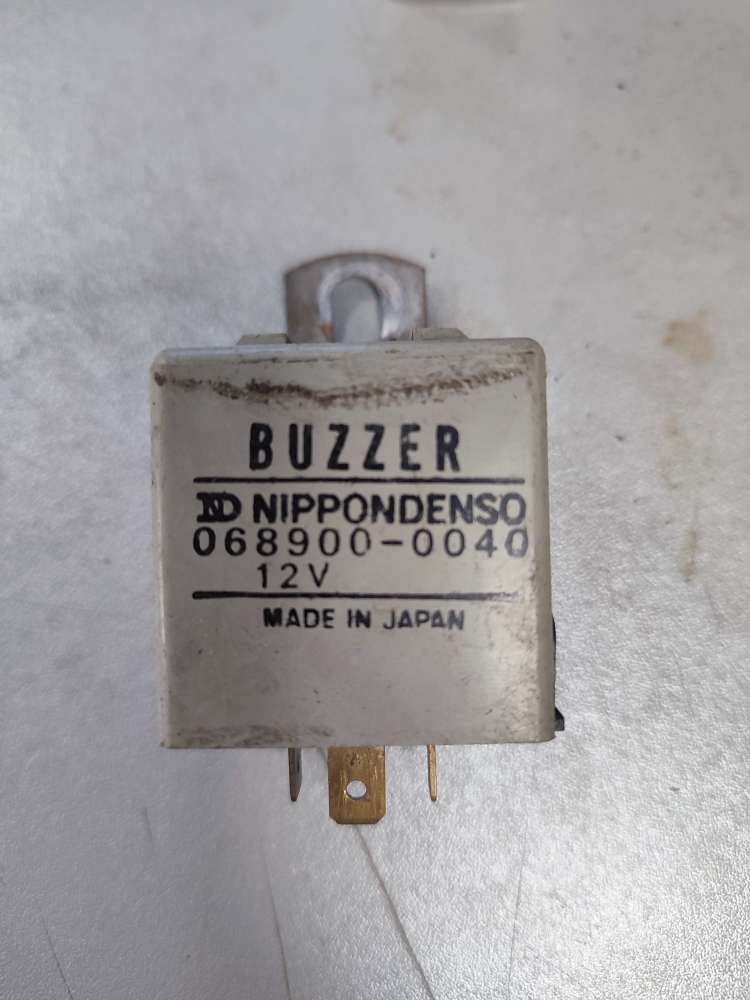 BUZZER
ND NIPPONDENSO
068900-0040
12V
MADE IN JAPAN